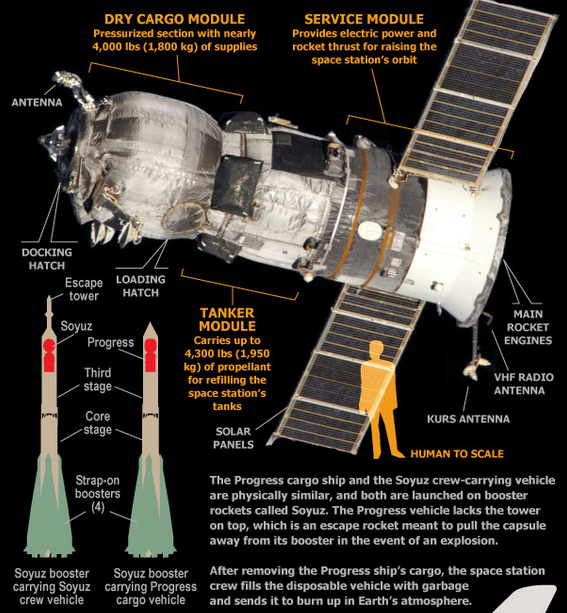 DRY CARGO MODULE
Pressurized section with nearly
4,000 lbs (1,800 kg) of supplies
SERVICE MODULE
Provides electric power and
rocket thrust for raising the
space station's orbit
ANTENNA
DOCKING
HATCH
LOADING
HATCH
TANKER
MODULE
Carries up to
4,300 lbs (1,950
kg) of propellant
for refilling the
space station's
tanks
MAIN
ROCKET
ENGINES
VHF RADIO
ANTENNA
KURS ANTENNA
SOLAR
PANELS
HUMAN TO SCALE
Escape
tower
Soyuz
Progress
Third
stage
Core
stage
Strap-on
boosters
(4)
Soyuz booster
carrying Soyuz
crew vehicle
Soyuz booster
carrying Progress
cargo vehicle
The Progress cargo ship and the Soyuz crew-carrying vehicle
are physically similar, and both are launched on booster
rockets called Soyuz. The Progress vehicle lacks the tower
on top, which is an escape rocket meant to pull the capsule
away from its booster in the event of an explosion.
After removing the Progress ship's cargo, the space station
crew fills the disposable vehicle with garbage
and sends it to burn up in Earth's atmosphere.